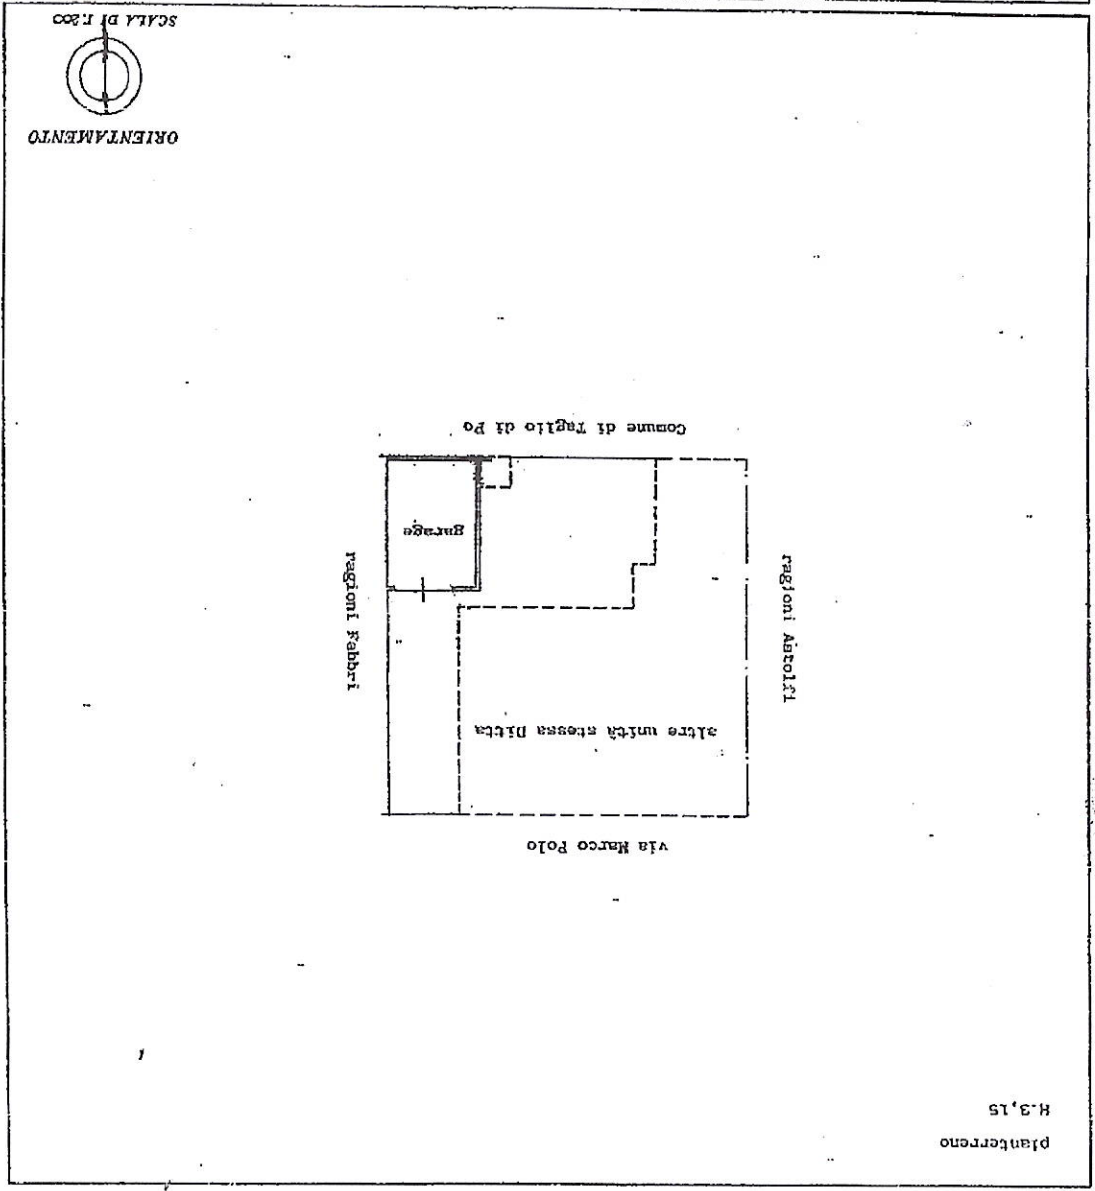 pianterreno
H.3,15
via Marco Polo
altre unità stessa Ditta
ragioni Astolfi
ragioni Fabbri
garage
Comune di Taglio di Po
ORIENTAMENTO
SCALA DI 1:200